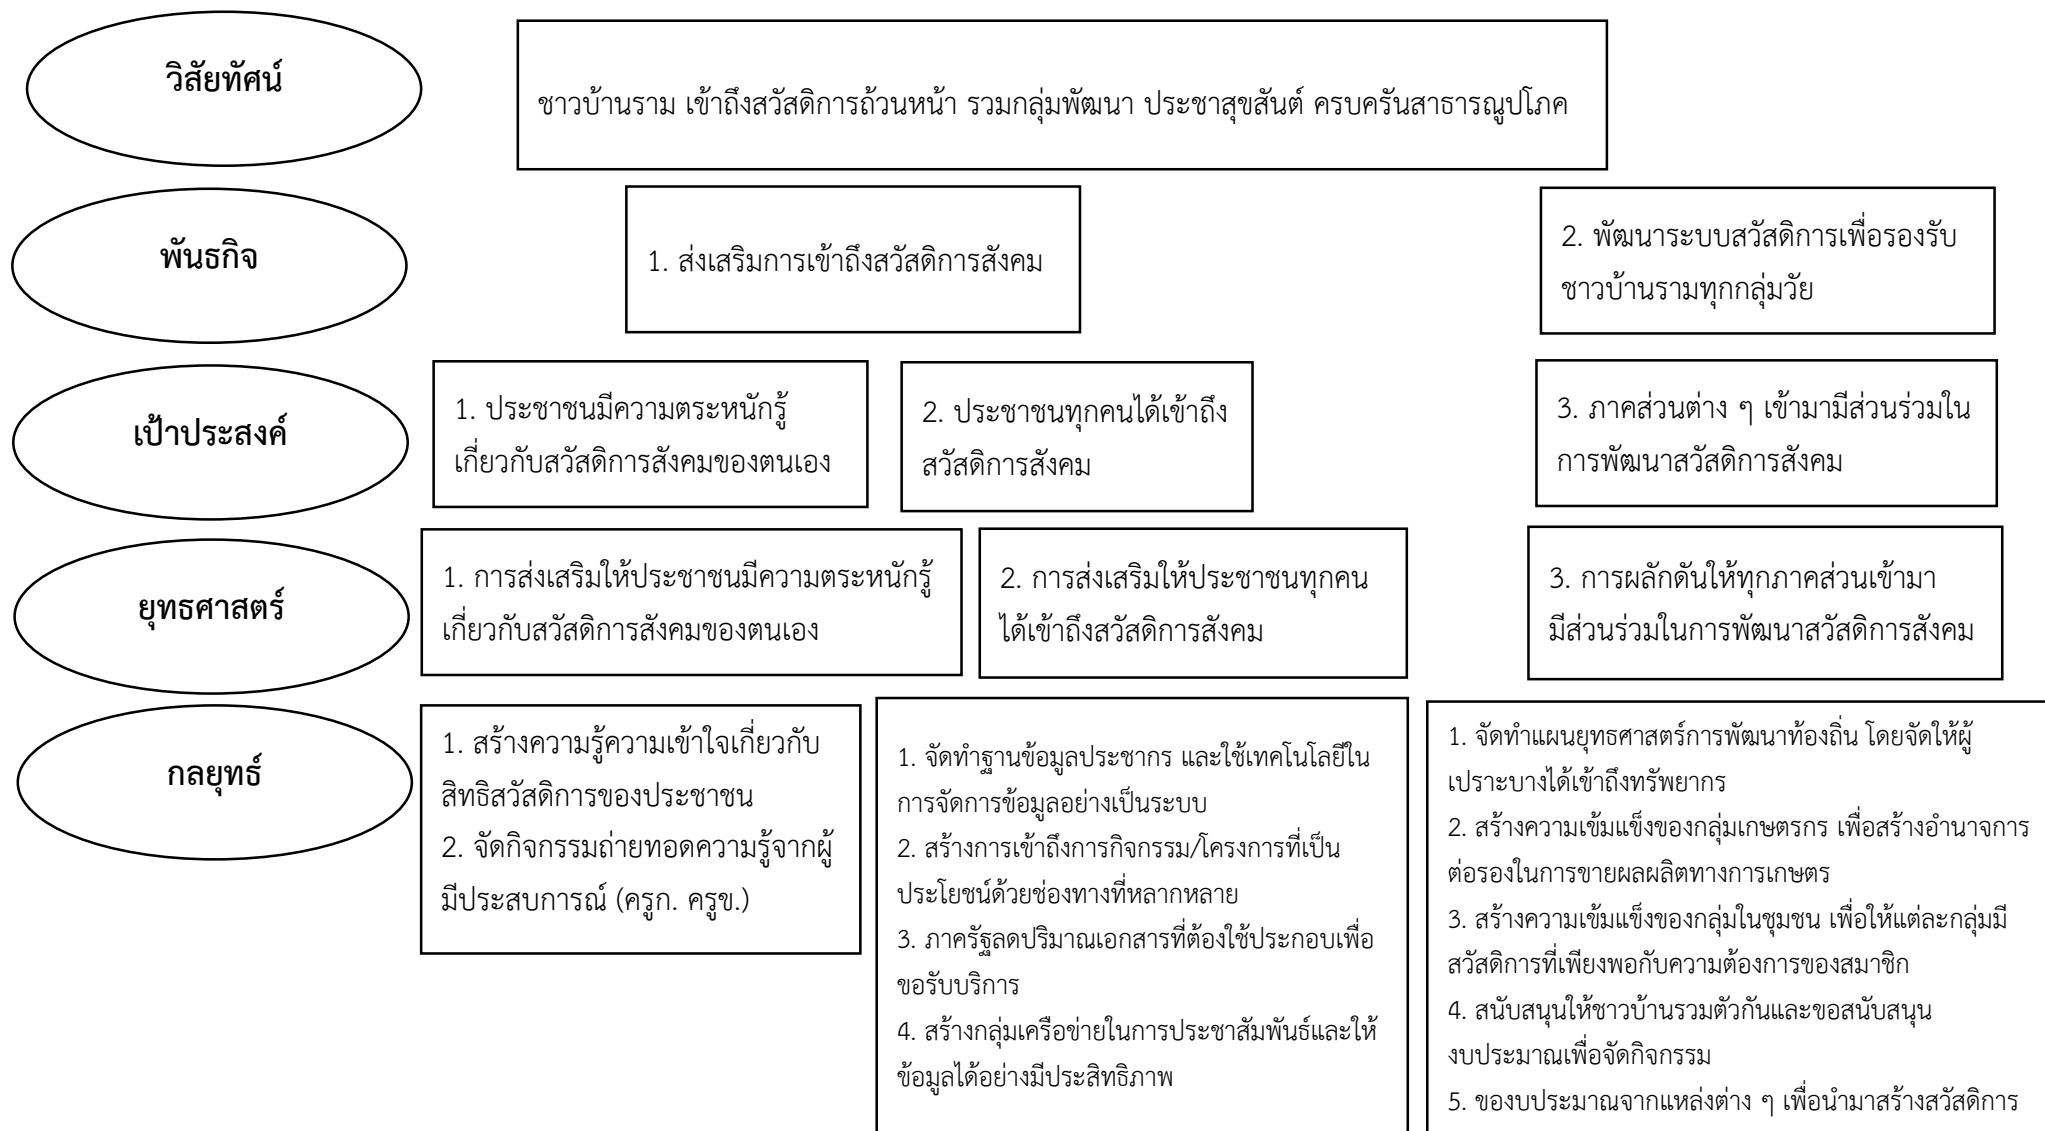 วิสัยทัศน์
ชาวบ้านราม เข้าถึงสวัสดิการถ้วนหน้า รวมกลุ่มพัฒนา ประชาสุขสันต์ ครบครันสาธารณูปโภค
พันธกิจ
1. ส่งเสริมการเข้าถึงสวัสดิการสังคม
2. พัฒนาระบบสวัสดิการเพื่อรองรับ
ชาวบ้านรามทุกกลุ่มวัย
เป้าประสงค์
1. ประชาชนมีความตระหนักรู้
เกี่ยวกับสวัสดิการสังคมของตนเอง
2. ประชาชนทุกคนได้เข้าถึง
สวัสดิการสังคม
3. ภาคส่วนต่าง ๆ เข้ามามีส่วนร่วมใน
การพัฒนาสวัสดิการสังคม
ยุทธศาสตร์
1. การส่งเสริมให้ประชาชนมีความตระหนักรู้
เกี่ยวกับสวัสดิการสังคมของตนเอง
2. การส่งเสริมให้ประชาชนทุกคน
ได้เข้าถึงสวัสดิการสังคม
3. การผลักดันให้ทุกภาคส่วนเข้ามา
มีส่วนร่วมในการพัฒนาสวัสดิการสังคม
กลยุทธ์
1. สร้างความรู้ความเข้าใจเกี่ยวกับ
สิทธิสวัสดิการของประชาชน
2. จัดกิจกรรมถ่ายทอดความรู้จากผู้
มีประสบการณ์ (ครูก. ครูข.)
1. จัดทำฐานข้อมูลประชากร และใช้เทคโนโลยีใน
การจัดการข้อมูลอย่างเป็นระบบ
2. สร้างการเข้าถึงการกิจกรรม/โครงการที่เป็น
ประโยชน์ด้วยช่องทางที่หลากหลาย
3. ภาครัฐลดปริมาณเอกสารที่ต้องใช้ประกอบเพื่อ
ขอรับบริการ
4. สร้างกลุ่มเครือข่ายในการประชาสัมพันธ์และให้
ข้อมูลได้อย่างมีประสิทธิภาพ
1. จัดทำแผนยุทธศาสตร์การพัฒนาท้องถิ่น โดยจัดให้ผู้
เปราะบางได้เข้าถึงทรัพยากร
2. สร้างความเข้มแข็งของกลุ่มเกษตรกร เพื่อสร้างอำนาจการ
ต่อรองในการขายผลผลิตทางการเกษตร
3. สร้างความเข้มแข็งของกลุ่มในชุมชน เพื่อให้แต่ละกลุ่มมี
สวัสดิการที่เพียงพอกับความต้องการของสมาชิก
4. สนับสนุนให้ชาวบ้านรวมตัวกันและขอสนับสนุน
งบประมาณเพื่อจัดกิจกรรม
5. ของบประมาณจากแหล่งต่าง ๆ เพื่อนำมาสร้างสวัสดิการ